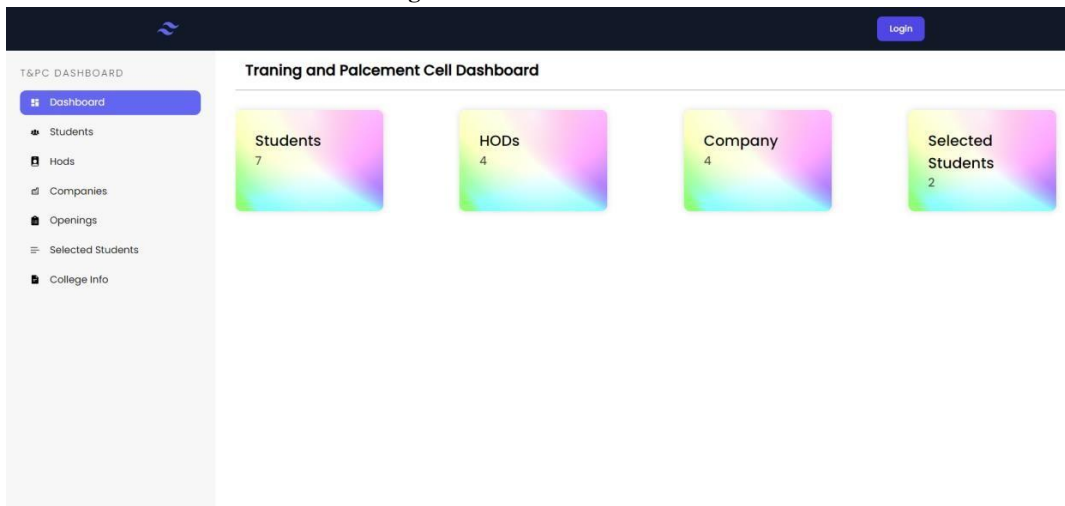 Login
T&PC DASHBOARD
Dashboard
Students
Hods
Companies
Openings
Selected Students
College Info
Traning and Palcement Cell Dashboard
Students
7
HODs
4
Company
4
Selected
Students
2